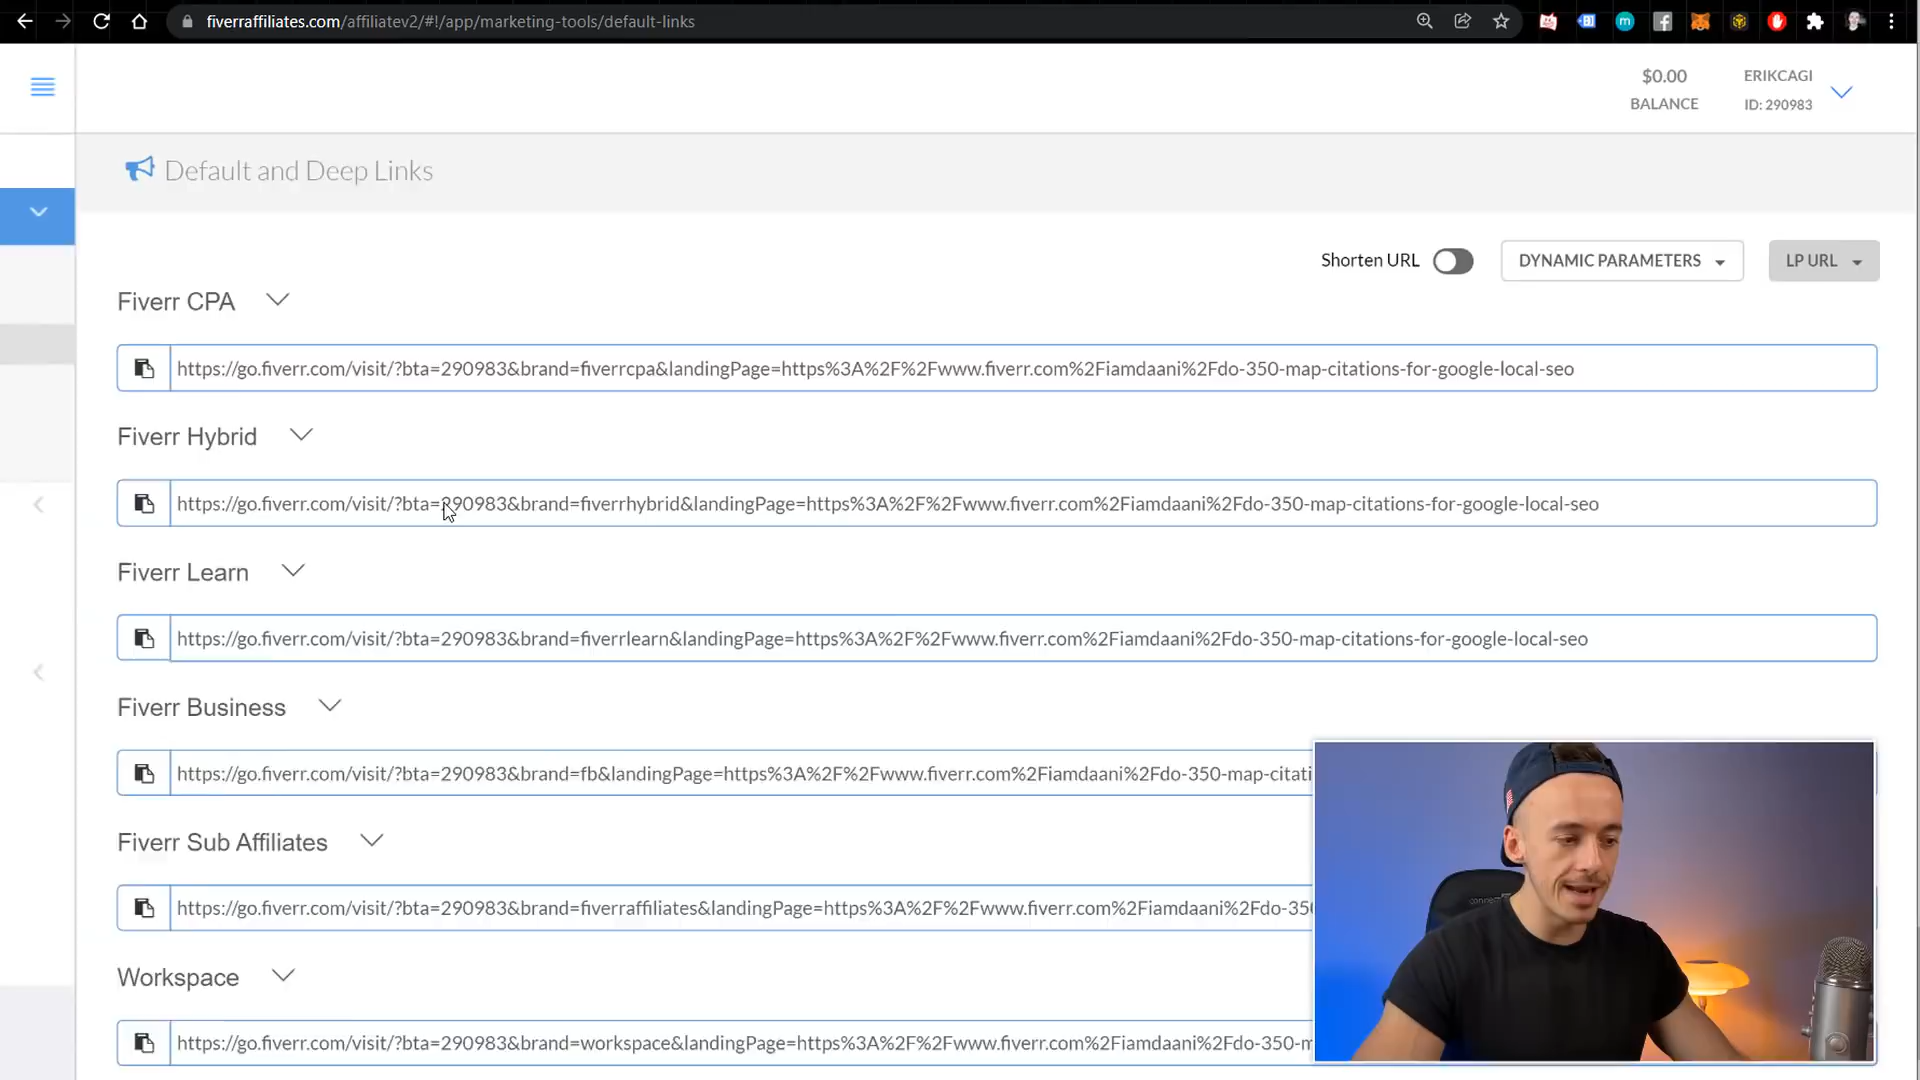 fiverraffiliates.com/affiliatev2/#!/app/marketing-tools/default-links
$0.00
BALANCE
ERIKCAGI
ID: 290983
Default and Deep Links
Shorten URL
DYNAMIC PARAMETERS
LP URL
Fiverr CPA
https://go.fiverr.com/visit/?bta=290983&brand=fiverrcpa&landingPage=https%3A%2F%2Fwww.fiverr.com%2Fiamdaani%2Fdo-350-map-citations-for-google-local-seo
Fiverr Hybrid
https://go.fiverr.com/visit/?bta=290983&brand=fiverrhybrid&landingPage=https%3A%2F%2Fwww.fiverr.com%2Fiamdaani%2Fdo-350-map-citations-for-google-local-seo
Fiverr Learn
https://go.fiverr.com/visit/?bta=290983&brand=fiverrlearn&landingPage=https%3A%2F%2Fwww.fiverr.com%2Fiamdaani%2Fdo-350-map-citations-for-google-local-seo
Fiverr Business
https://go.fiverr.com/visit/?bta=290983&brand=fb&landingPage=https%3A%2F%2Fwww.fiverr.com%2Fiamdaani%2Fdo-350-map-citati
Fiverr Sub Affiliates
https://go.fiverr.com/visit/?bta=290983&brand=fiverraffiliates&landingPage=https%3A%2F%2Fwww.fiverr.com%2Fiamdaani%2Fdo-350
Workspace
https://go.fiverr.com/visit/?bta=290983&brand=workspace&landingPage=https%3A%2F%2Fwww.fiverr.com%2Fiamdaani%2Fdo-350-m